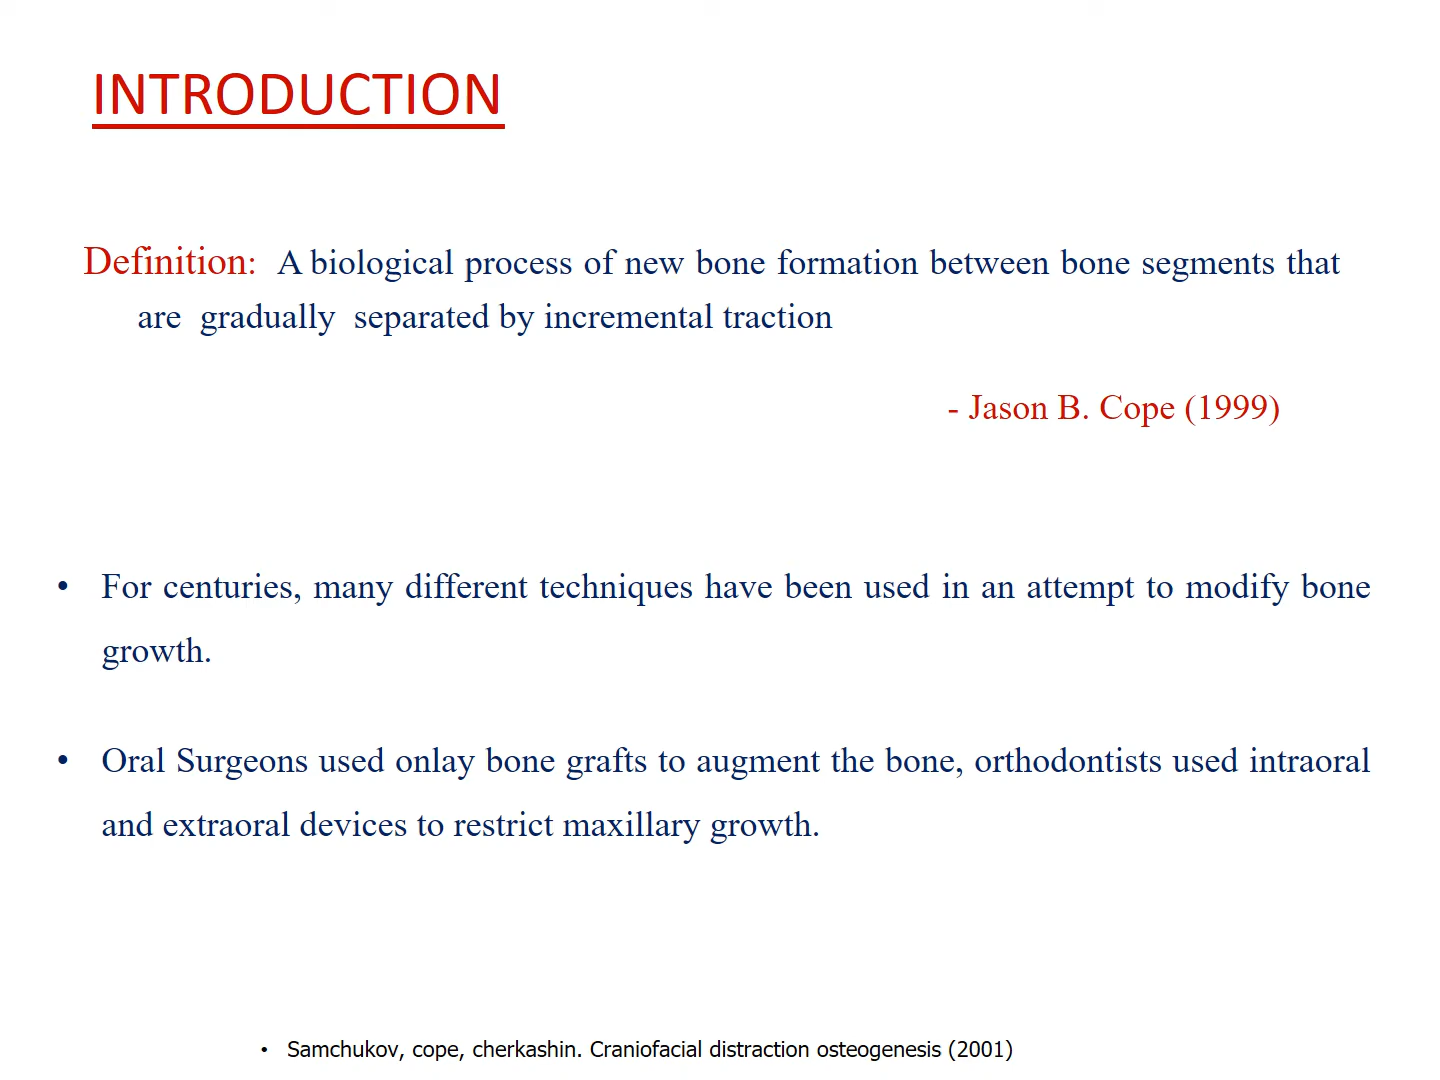 INTRODUCTION
Definition: A biological process of new bone formation between bone segments that
are gradually separated by incremental traction
- Jason B. Cope (1999)
• For centuries, many different techniques have been used in an attempt to modify bone
growth.
• Oral Surgeons used onlay bone grafts to augment the bone, orthodontists used intraoral
and extraoral devices to restrict maxillary growth.
• Samchukov, cope, cherkashin. Craniofacial distraction osteogenesis (2001)